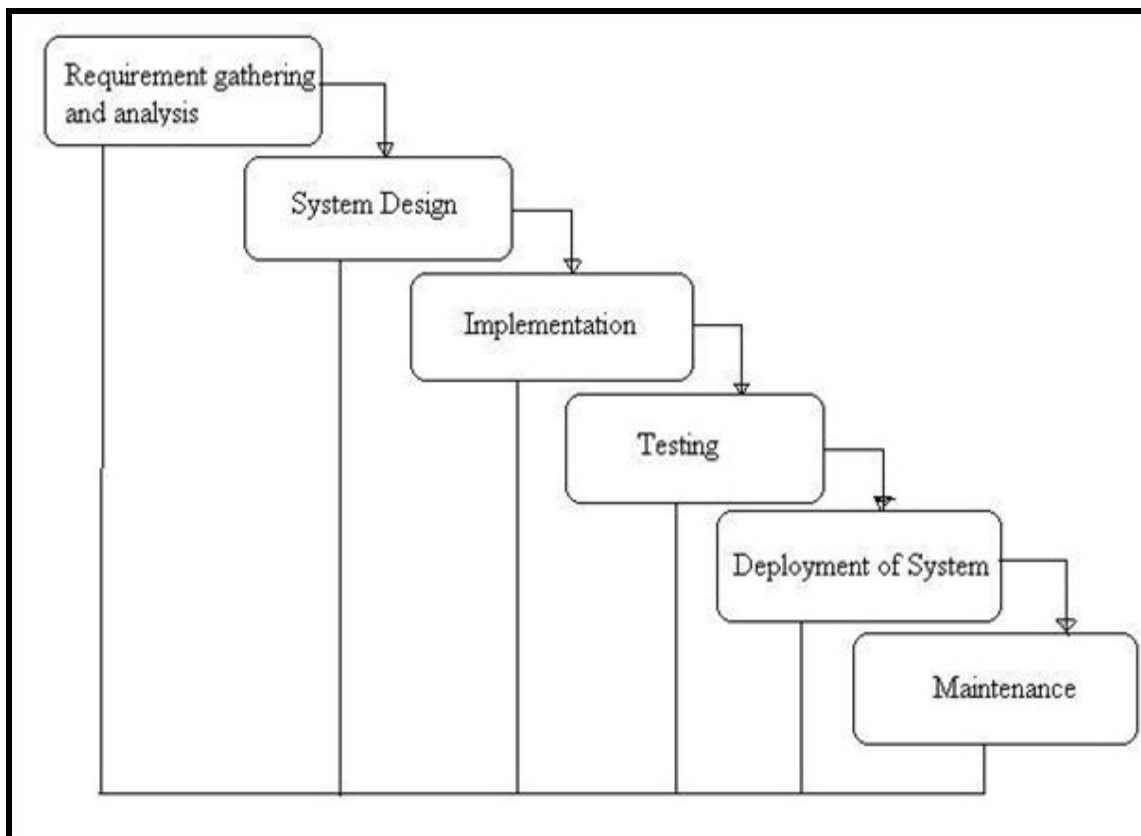 Requirement gathering
and analysis
System Design
Implementation
Testing
Deployment of System
Maintenance